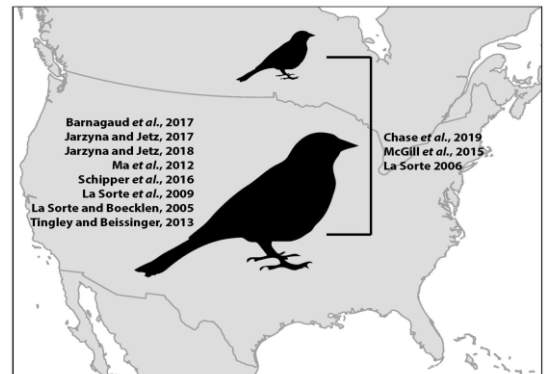 Barnagaud et al., 2017
Jarzyna and Jetz, 2017
Jarzyna and Jetz, 2018
Ma et al., 2012
Schipper et al., 2016
La Sorte et al., 2009
La Sorte and Boecklen, 2005
Tingley and Beissinger, 2013
Chase et al., 2019
McGill et al., 2015
La Sorte 2006